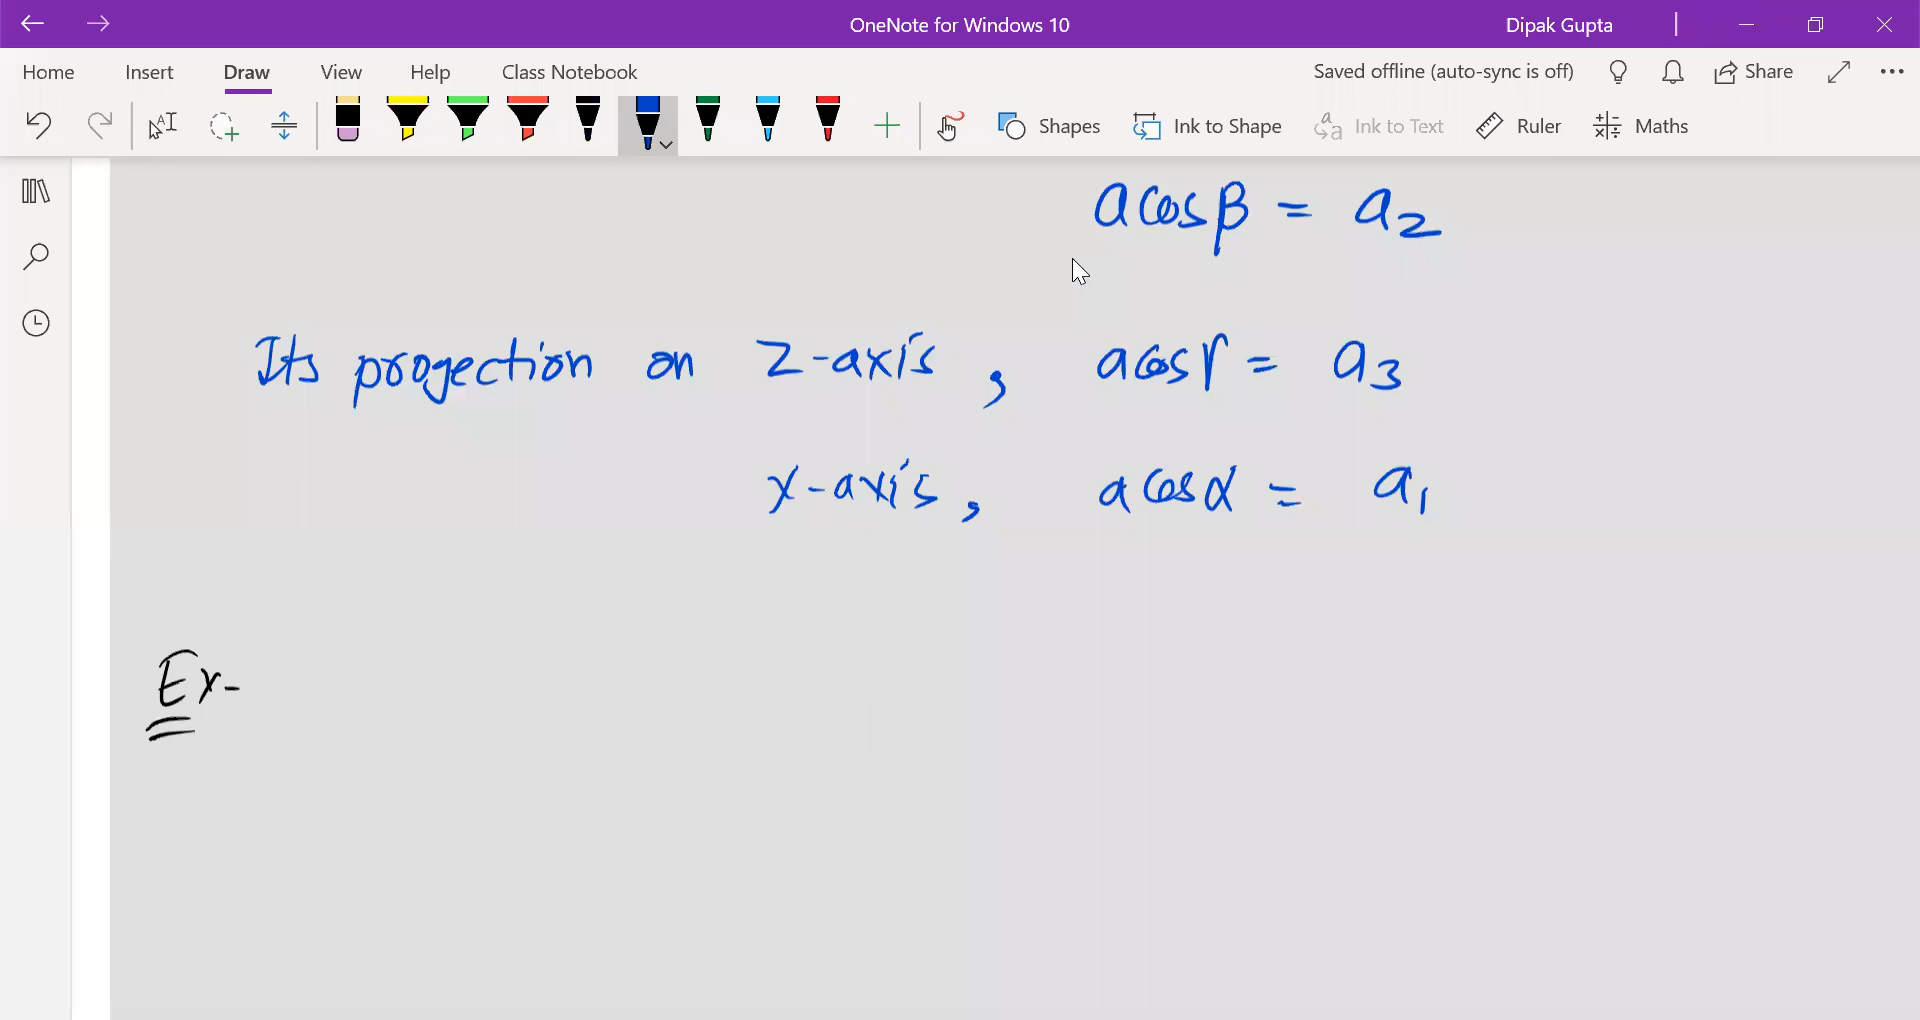 OneNote for Windows 10
Dipak Gupta
Home Insert Draw View Help Class Notebook
Saved offline (auto-sync is off) Share
Shapes Ink to Shape Ink to Text Ruler Maths
a cos β = a₂
Its progection on z-axis, a cos γ = a₃
x-axis, a cos α = a₁
Ex-